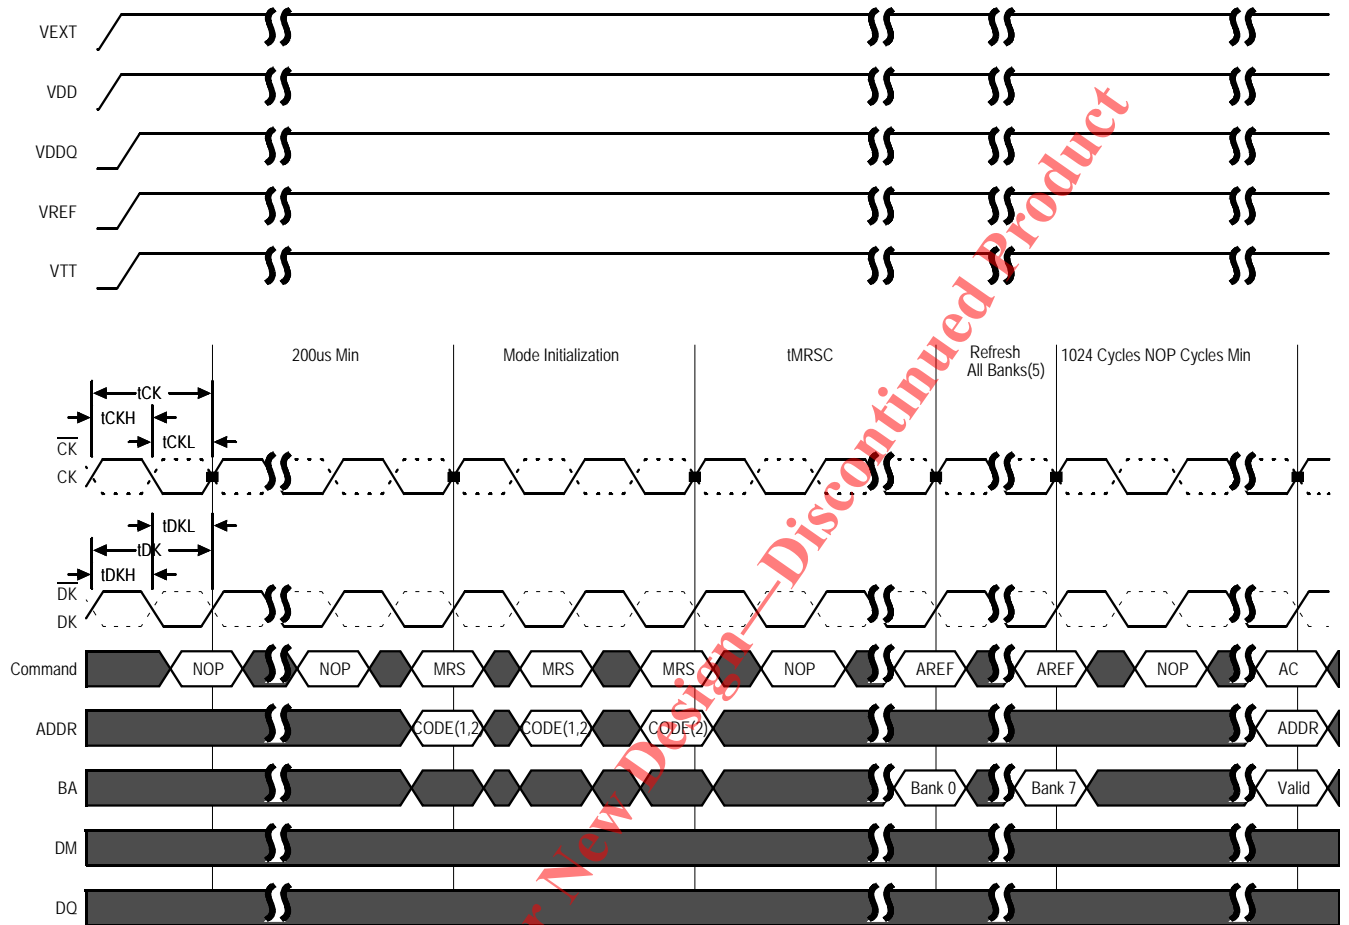 VEXT
VDD
VDDQ
VREF
VTT
200us Min
Mode Initialization
tMRSC
Refresh
All Banks(5)
1024 Cycles NOP Cycles Min
tCK
tCKH
tCKL
CK
CK
tDKL
tDK
tDKH
DK
DK
Command NOP NOP MRS MRS MRS NOP AREF AREF NOP AC
ADDR CODE(1,2 CODE(1,2 CODE(2) ADDR
BA Bank 0 Bank 7 Valid
DM
DQ
r New Design—Discontinued Product